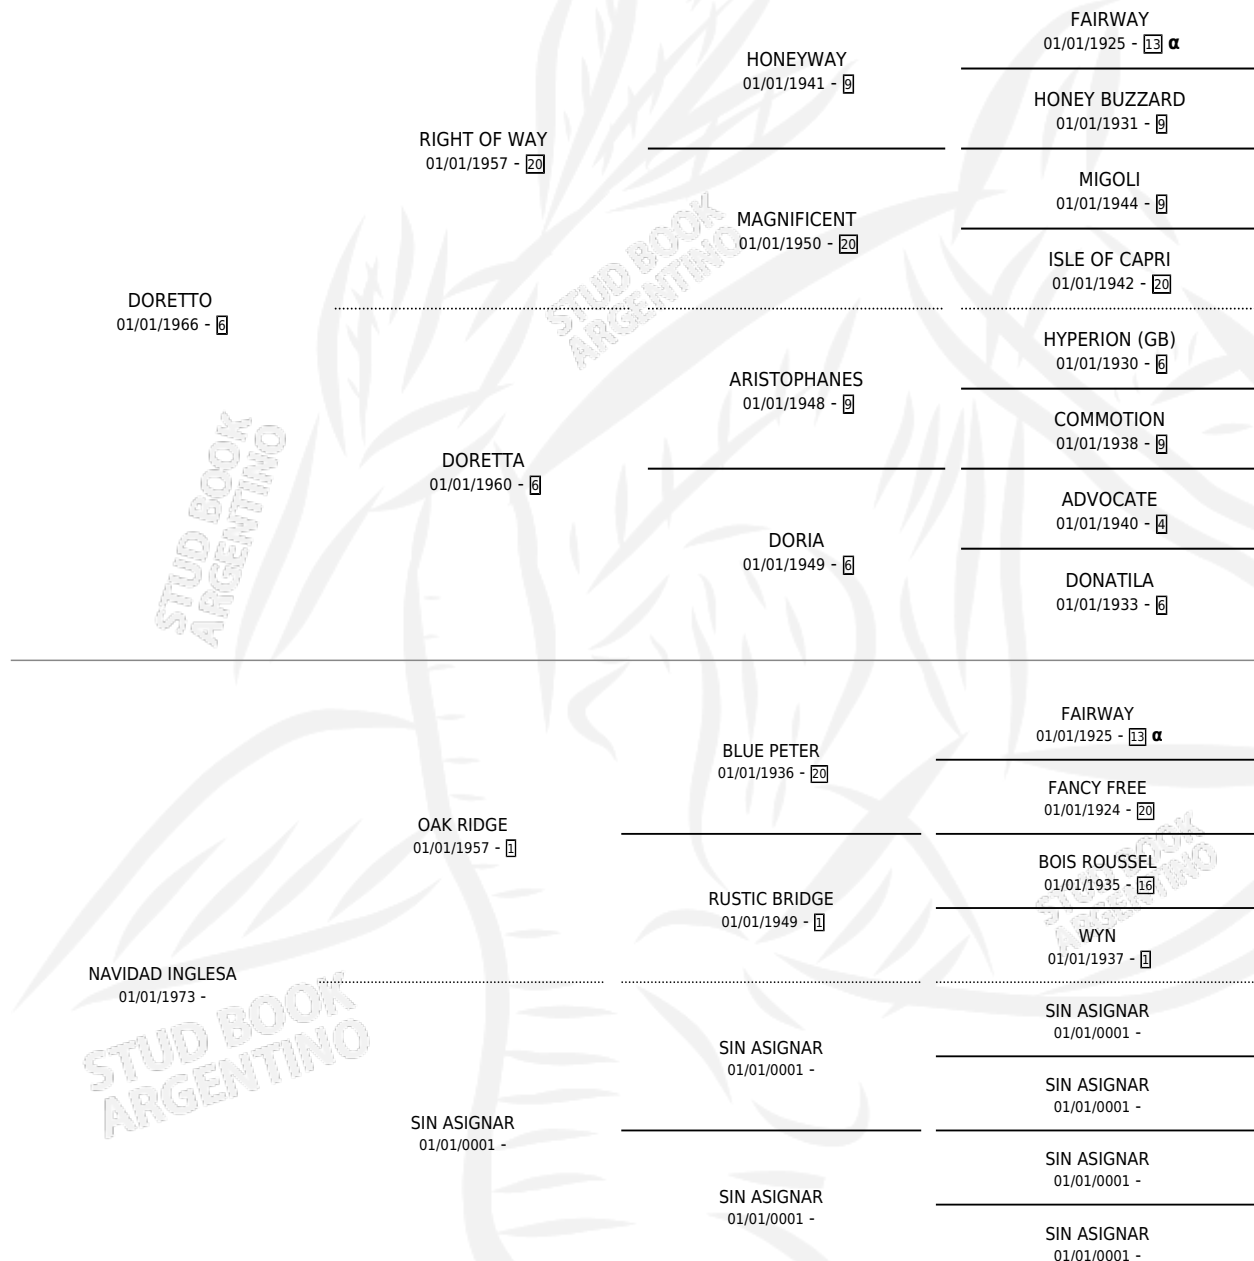 FAIRWAY
01/01/1925 - 13 α
HONEYWAY
01/01/1941 - 9
HONEY BUZZARD
01/01/1931 - 9
RIGHT OF WAY
01/01/1957 - 20
MIGOLI
01/01/1944 - 9
MAGNIFICENT
01/01/1950 - 20
ISLE OF CAPRI
01/01/1942 - 20
DORETTO
01/01/1966 - 6
HYPERION (GB)
01/01/1930 - 6
ARISTOPHANES
01/01/1948 - 9
COMMOTION
01/01/1938 - 9
DORETTA
01/01/1960 - 6
ADVOCATE
01/01/1940 - 4
DORIA
01/01/1949 - 6
DONATILA
01/01/1933 - 6
FAIRWAY
01/01/1925 - 13 α
BLUE PETER
01/01/1936 - 20
FANCY FREE
01/01/1924 - 20
OAK RIDGE
01/01/1957 - 1
BOIS ROUSSEL
01/01/1935 - 16
RUSTIC BRIDGE
01/01/1949 - 1
WYN
01/01/1937 - 1
NAVIDAD INGLESA
01/01/1973 -
SIN ASIGNAR
01/01/0001 -
SIN ASIGNAR
01/01/0001 -
SIN ASIGNAR
01/01/0001 -
SIN ASIGNAR
01/01/0001 -
SIN ASIGNAR
01/01/0001 -
SIN ASIGNAR
01/01/0001 -
SIN ASIGNAR
01/01/0001 -
STUD BOOK
ARGENTINO
STUD BOOK
ARGENTINO
STUD BOOK
ARGENTINO
STUD BOOK
ARGENTINO